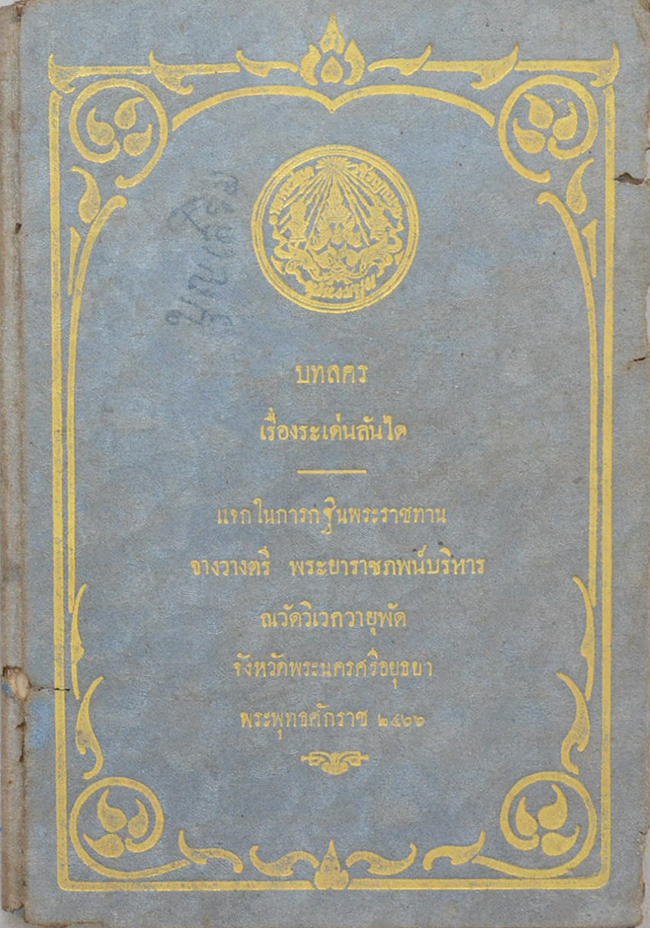 บทลคร
เรื่องระเด่นลันได
แจกในการกฐินพระราชทาน
จางวางตรี พระยาราชภพน์บริหาร
ณวัดวิเวกวายุพัด
จังหวัดพระนครศรีอยุธยา
พระพุทธศักราช ๒๔๖๖